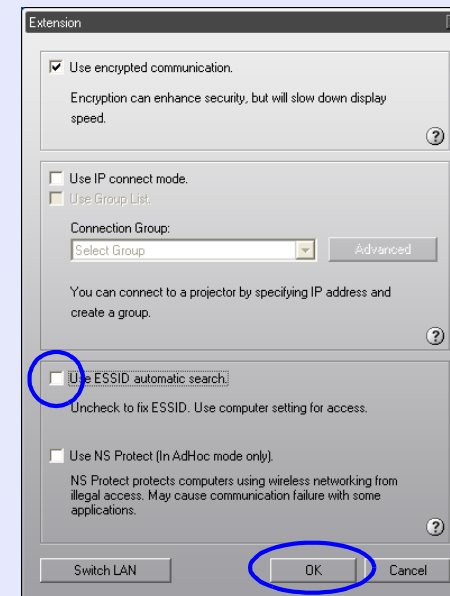 Extension
Use encrypted communication.
Encryption can enhance security, but will slow down display
speed.
?
Use IP connect mode.
Use Group List.
Connection Group:
Select Group
Advanced
You can connect to a projector by specifying IP address and
create a group.
?
Use ESSID automatic search.
Uncheck to fix ESSID. Use computer setting for access.
Use NS Protect (In AdHoc mode only).
NS Protect protects computers using wireless networking from
illegal access. May cause communication failure with some
applications.
?
Switch LAN
OK
Cancel